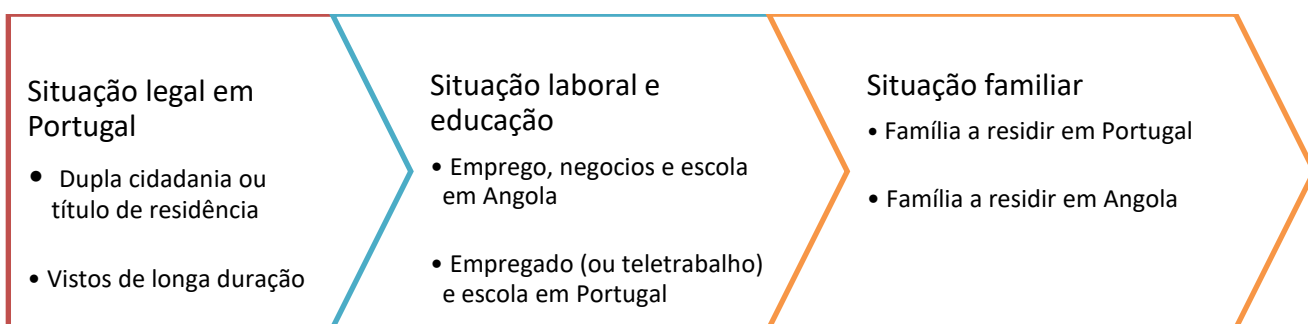 Situação legal em
Portugal
• Dupla cidadania ou
título de residência
• Vistos de longa duração
Situação laboral e
educação
• Emprego, negocios e escola
em Angola
• Empregado (ou teletrabalho)
e escola em Portugal
Situação familiar
• Família a residir em Portugal
• Família a residir em Angola